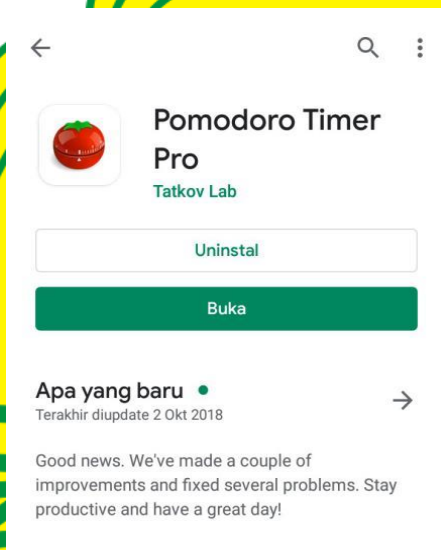 Pomodoro Timer
Pro
Tatkov Lab
Uninstal
Buka
Apa yang baru
Terakhir diupdate 2 Okt 2018
Good news. We've made a couple of
improvements and fixed several problems. Stay
productive and have a great day!